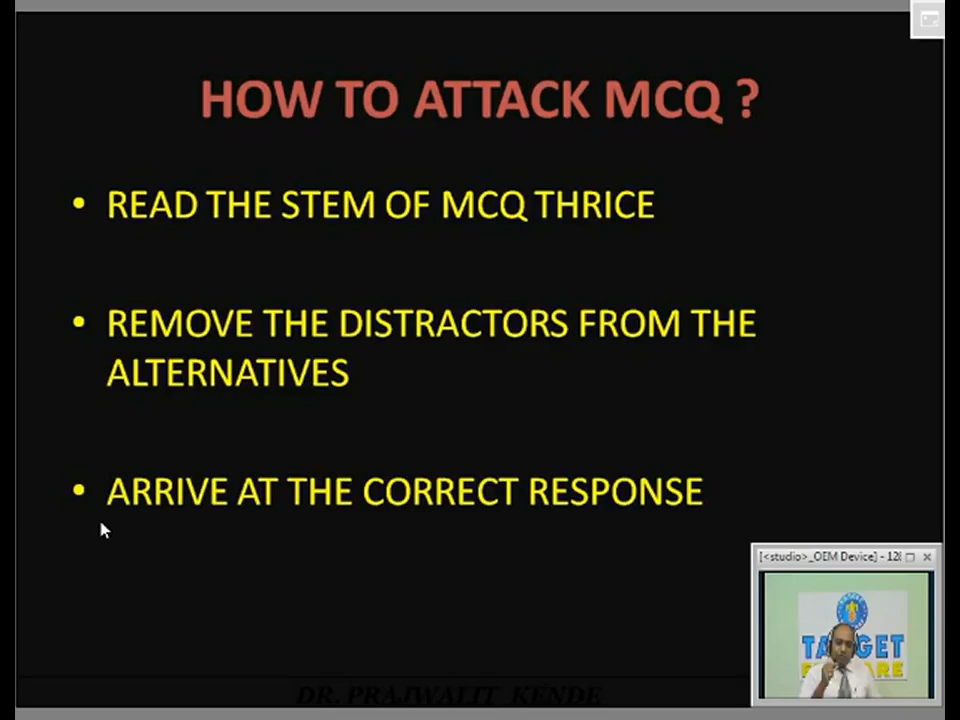 HOW TO ATTACK MCQ ?
• READ THE STEM OF MCQ THRICE
• REMOVE THE DISTRACTORS FROM THE
ALTERNATIVES
• ARRIVE AT THE CORRECT RESPONSE
[<studio>_OEM Device] - 128
DR. PRAJWALIT KENDE